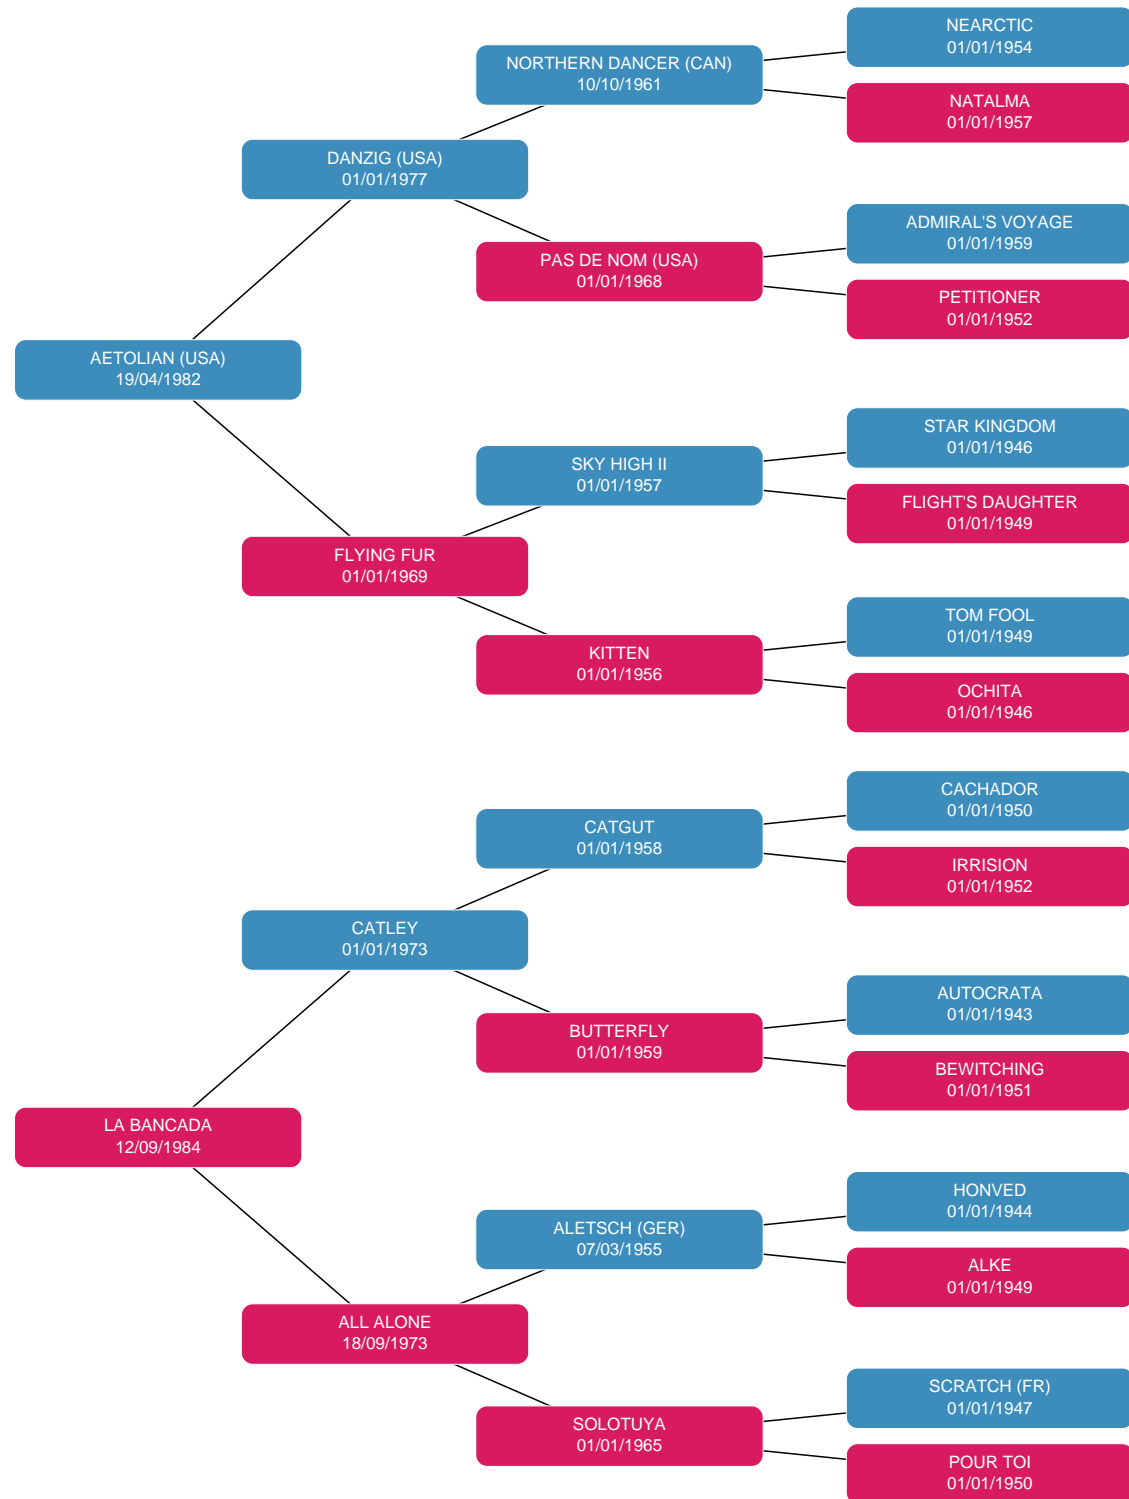 NEARCTIC
01/01/1954
NORTHERN DANCER (CAN)
10/10/1961
NATALMA
01/01/1957
DANZIG (USA)
01/01/1977
ADMIRAL'S VOYAGE
01/01/1959
PAS DE NOM (USA)
01/01/1968
PETITIONER
01/01/1952
AETOLIAN (USA)
19/04/1982
STAR KINGDOM
01/01/1946
SKY HIGH II
01/01/1957
FLIGHT'S DAUGHTER
01/01/1949
FLYING FUR
01/01/1969
TOM FOOL
01/01/1949
KITTEN
01/01/1956
OCHITA
01/01/1946
CACHADOR
01/01/1950
CATGUT
01/01/1958
IRRISION
01/01/1952
CATLEY
01/01/1973
AUTOCRATA
01/01/1943
BUTTERFLY
01/01/1959
BEWITCHING
01/01/1951
LA BANCADA
12/09/1984
HONVED
01/01/1944
ALETSCH (GER)
07/03/1955
ALKE
01/01/1949
ALL ALONE
18/09/1973
SCRATCH (FR)
01/01/1947
SOLOTUYA
01/01/1965
POUR TOI
01/01/1950